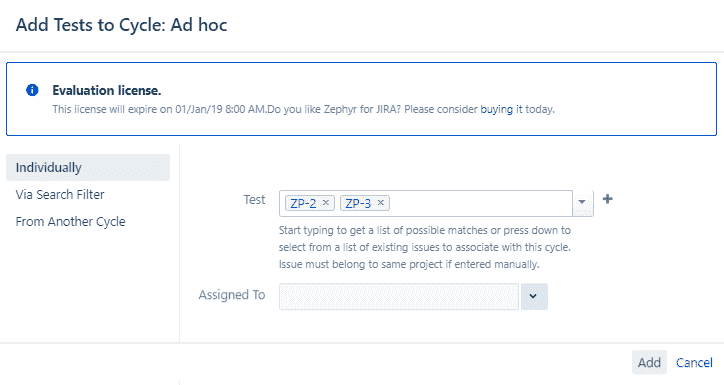 Add Tests to Cycle: Ad hoc
Evaluation license.
This license will expire on 01/Jan/19 8:00 AM.Do you like Zephyr for JIRA? Please consider buying it today.
Individually
Via Search Filter
From Another Cycle
Test
ZP-2 × ZP-3 ×
Start typing to get a list of possible matches or press down to
select from a list of existing issues to associate with this cycle.
Issue must belong to same project if entered manually.
Assigned To
Add Cancel